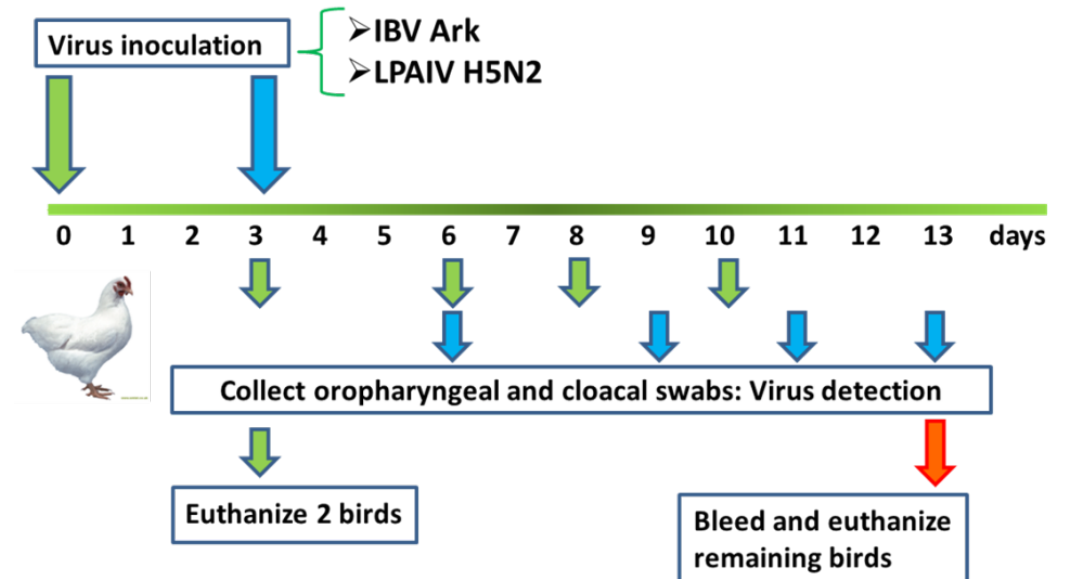 Virus inoculation
➢IBV Ark
➢LPAIV H5N2
0 1 2 3 4 5 6 7 8 9 10 11 12 13 days
Collect oropharyngeal and cloacal swabs: Virus detection
Euthanize 2 birds
Bleed and euthanize
remaining birds